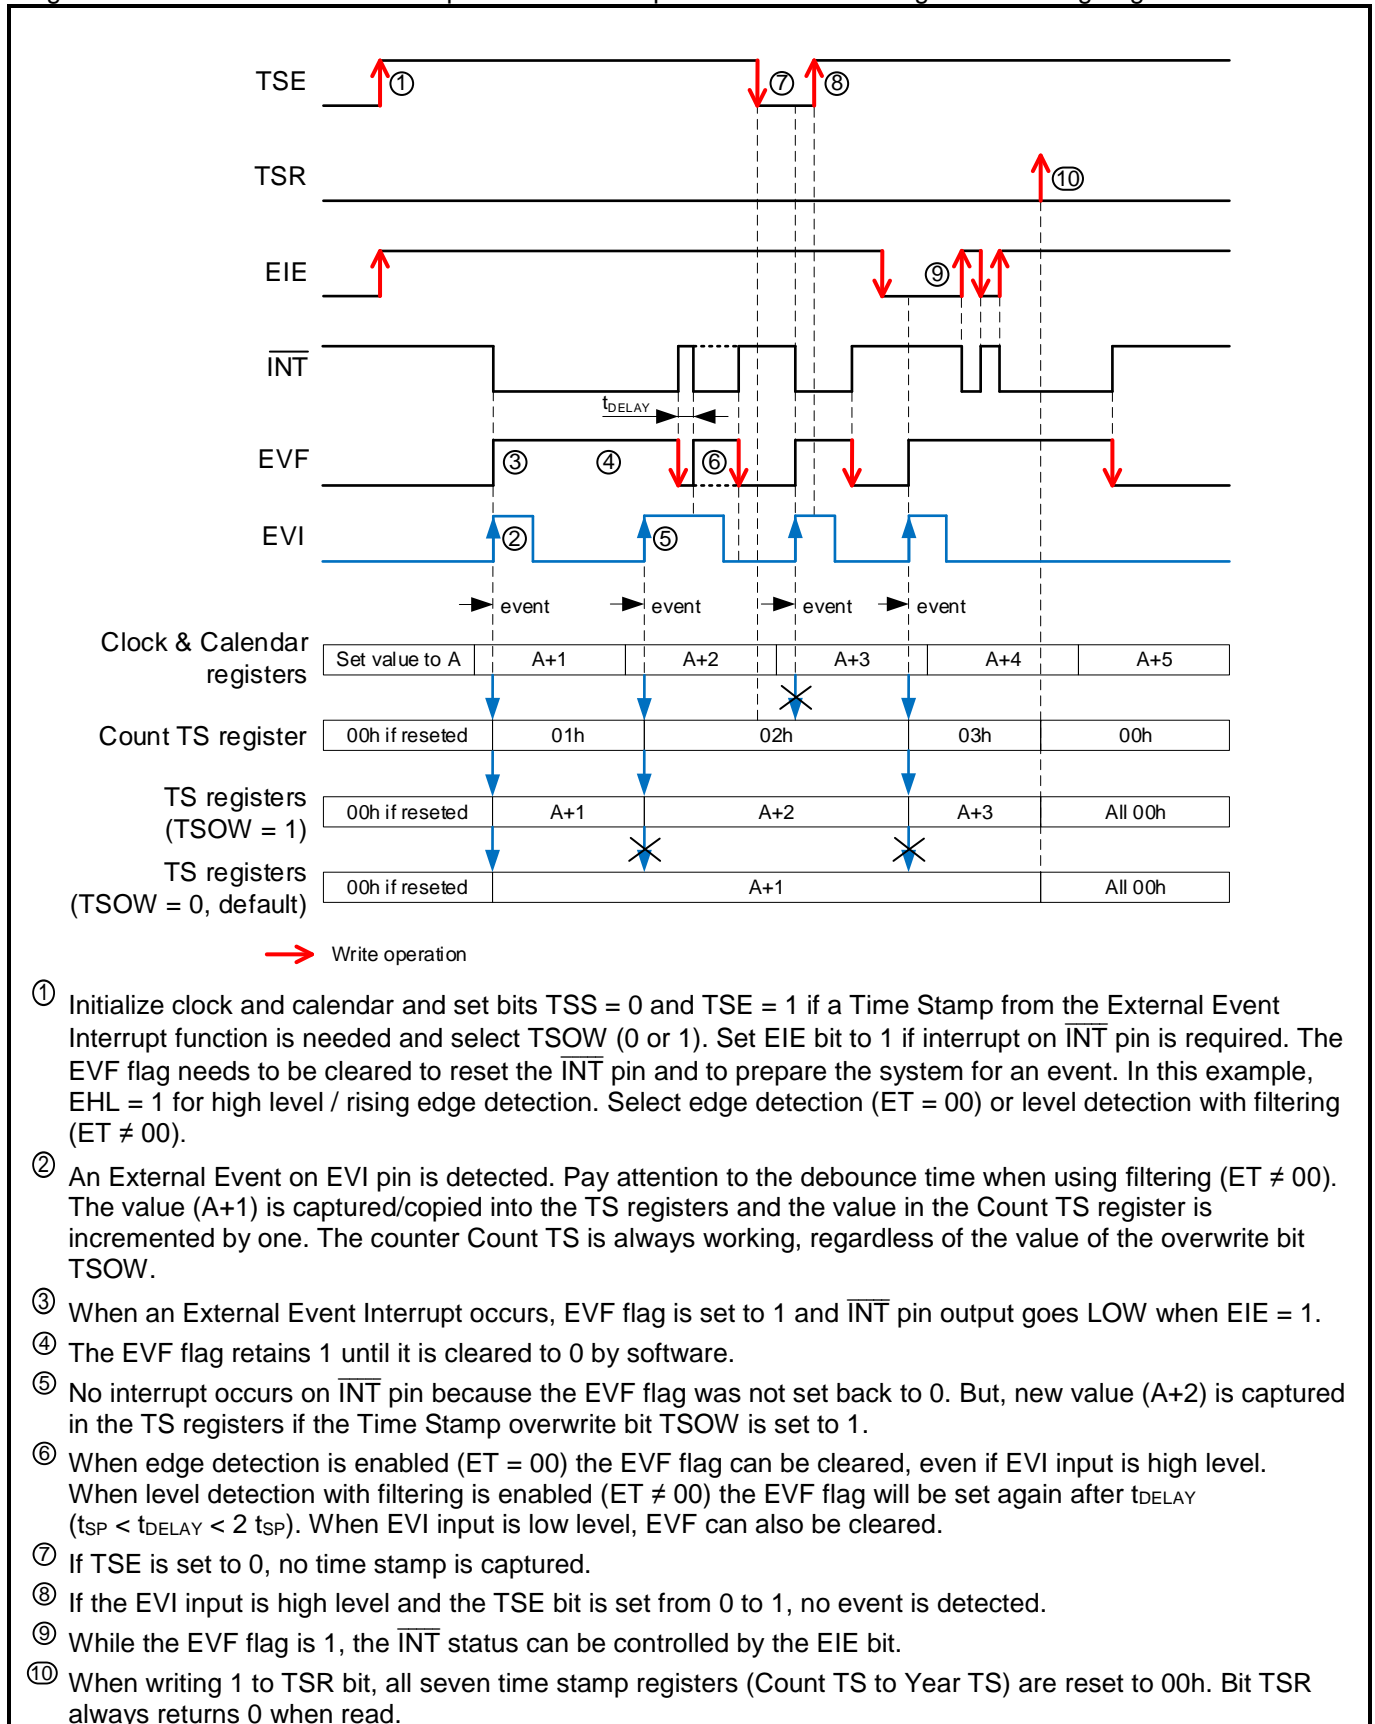 TSE
① ⑦ ⑧
TSR
⑩
EIE
⑨
INT
tDELAY
EVF
③ ④ ⑥
EVI
② ⑤
event event event event
Clock & Calendar
registers
Set value to A A+1 A+2 A+3 A+4 A+5
Count TS register
00h if reseted 01h 02h 03h 00h
TS registers
(TSOW = 1)
00h if reseted A+1 A+2 A+3 All 00h
TS registers
(TSOW = 0, default)
00h if reseted A+1 All 00h
Write operation
① Initialize clock and calendar and set bits TSS = 0 and TSE = 1 if a Time Stamp from the External Event
Interrupt function is needed and select TSOW (0 or 1). Set EIE bit to 1 if interrupt on INT pin is required. The
EVF flag needs to be cleared to reset the INT pin and to prepare the system for an event. In this example,
EHL = 1 for high level / rising edge detection. Select edge detection (ET = 00) or level detection with filtering
(ET ≠ 00).
② An External Event on EVI pin is detected. Pay attention to the debounce time when using filtering (ET ≠ 00).
The value (A+1) is captured/copied into the TS registers and the value in the Count TS register is
incremented by one. The counter Count TS is always working, regardless of the value of the overwrite bit
TSOW.
③ When an External Event Interrupt occurs, EVF flag is set to 1 and INT pin output goes LOW when EIE = 1.
④ The EVF flag retains 1 until it is cleared to 0 by software.
⑤ No interrupt occurs on INT pin because the EVF flag was not set back to 0. But, new value (A+2) is captured
in the TS registers if the Time Stamp overwrite bit TSOW is set to 1.
⑥ When edge detection is enabled (ET = 00) the EVF flag can be cleared, even if EVI input is high level.
When level detection with filtering is enabled (ET ≠ 00) the EVF flag will be set again after tDELAY
(tSP < tDELAY < 2 tSP). When EVI input is low level, EVF can also be cleared.
⑦ If TSE is set to 0, no time stamp is captured.
⑧ If the EVI input is high level and the TSE bit is set from 0 to 1, no event is detected.
⑨ While the EVF flag is 1, the INT status can be controlled by the EIE bit.
⑩ When writing 1 to TSR bit, all seven time stamp registers (Count TS to Year TS) are reset to 00h. Bit TSR
always returns 0 when read.